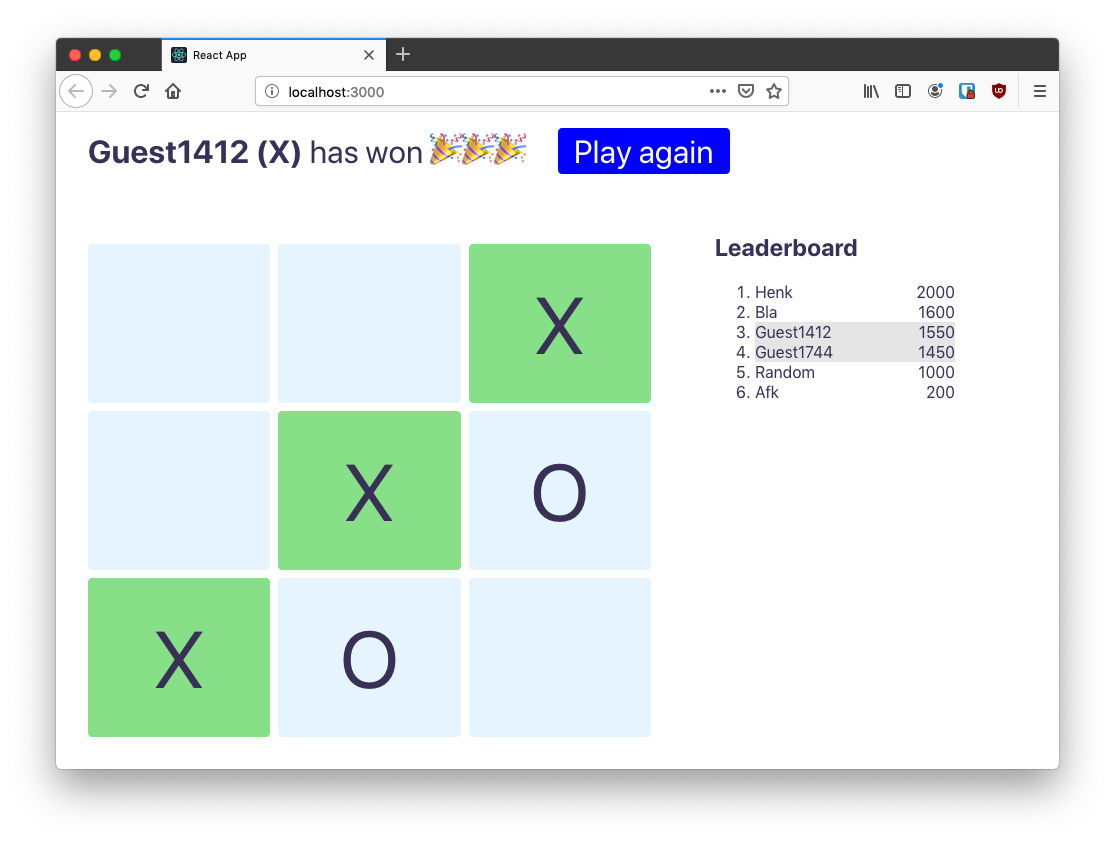 React App
localhost:3000
Guest1412 (X) has won 🎉🎉🎉 Play again
Leaderboard
1. Henk 2000
2. Bla 1600
3. Guest1412 1550
4. Guest1744 1450
5. Random 1000
6. Afk 200
X
X O
X O